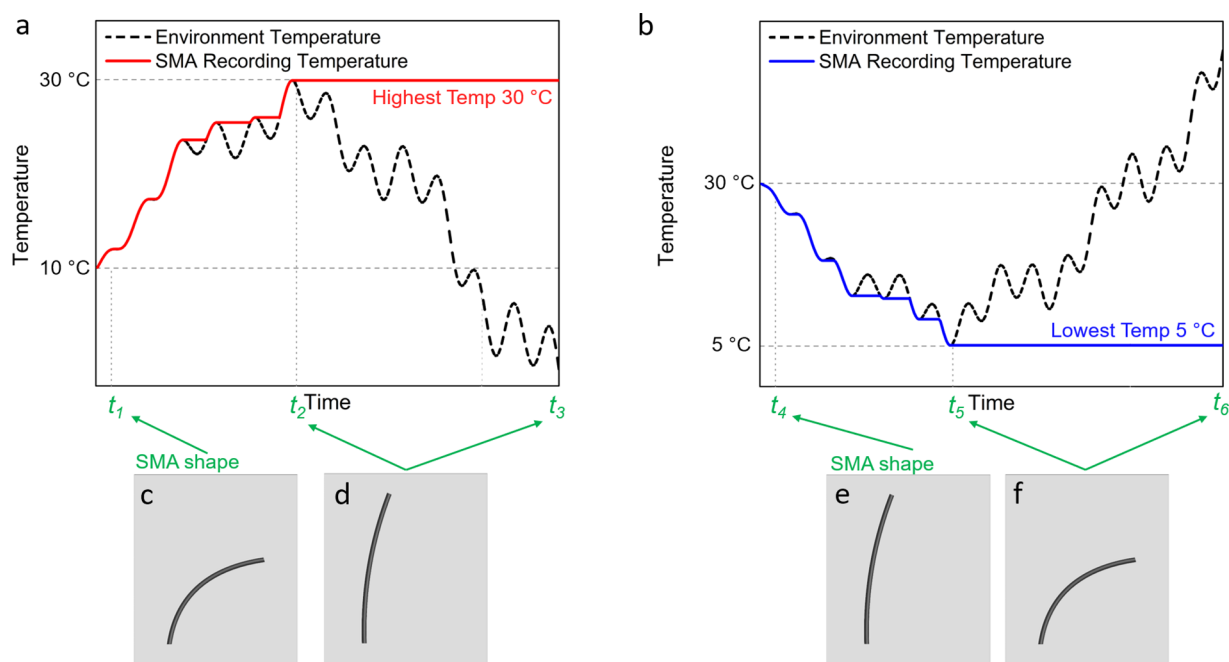 a
Environment Temperature
SMA Recording Temperature
30 °C
Highest Temp 30 °C
Temperature
10 °C
t1 t2 Time t3
SMA shape
c
d
b
Environment Temperature
SMA Recording Temperature
30 °C
Temperature
Lowest Temp 5 °C
5 °C
t4 t5 Time t6
SMA shape
e
f